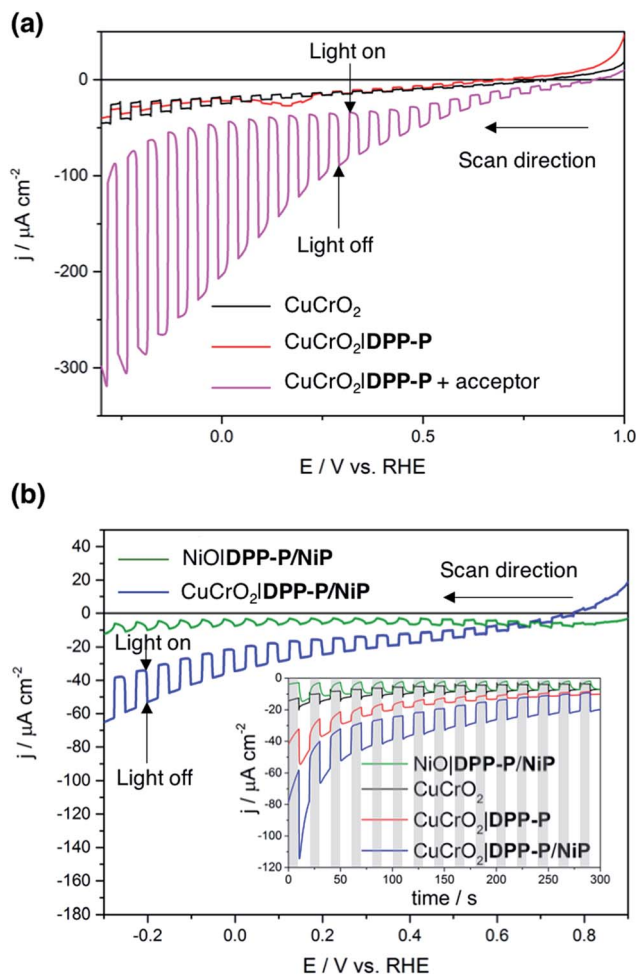 (a)
Light on
0
-100
-200
-300
j / μA cm⁻²
Scan direction
Light off
CuCrO₂
CuCrO₂|DPP-P
CuCrO₂|DPP-P + acceptor
0.0 0.5 1.0
E / V vs. RHE
(b)
40
20
0
-20
-40
-60
-80
-100
-120
-140
-160
-180
j / μA cm⁻²
NiO|DPP-P/NiP
CuCrO₂|DPP-P/NiP
Scan direction
Light on
Light off
0
-20
-40
-60
-80
-100
-120
j / μA cm⁻²
NiO|DPP-P/NiP
CuCrO₂
CuCrO₂|DPP-P
CuCrO₂|DPP-P/NiP
0 50 100 150 200 250 300
time / s
-0.2 0.0 0.2 0.4 0.6 0.8
E / V vs. RHE